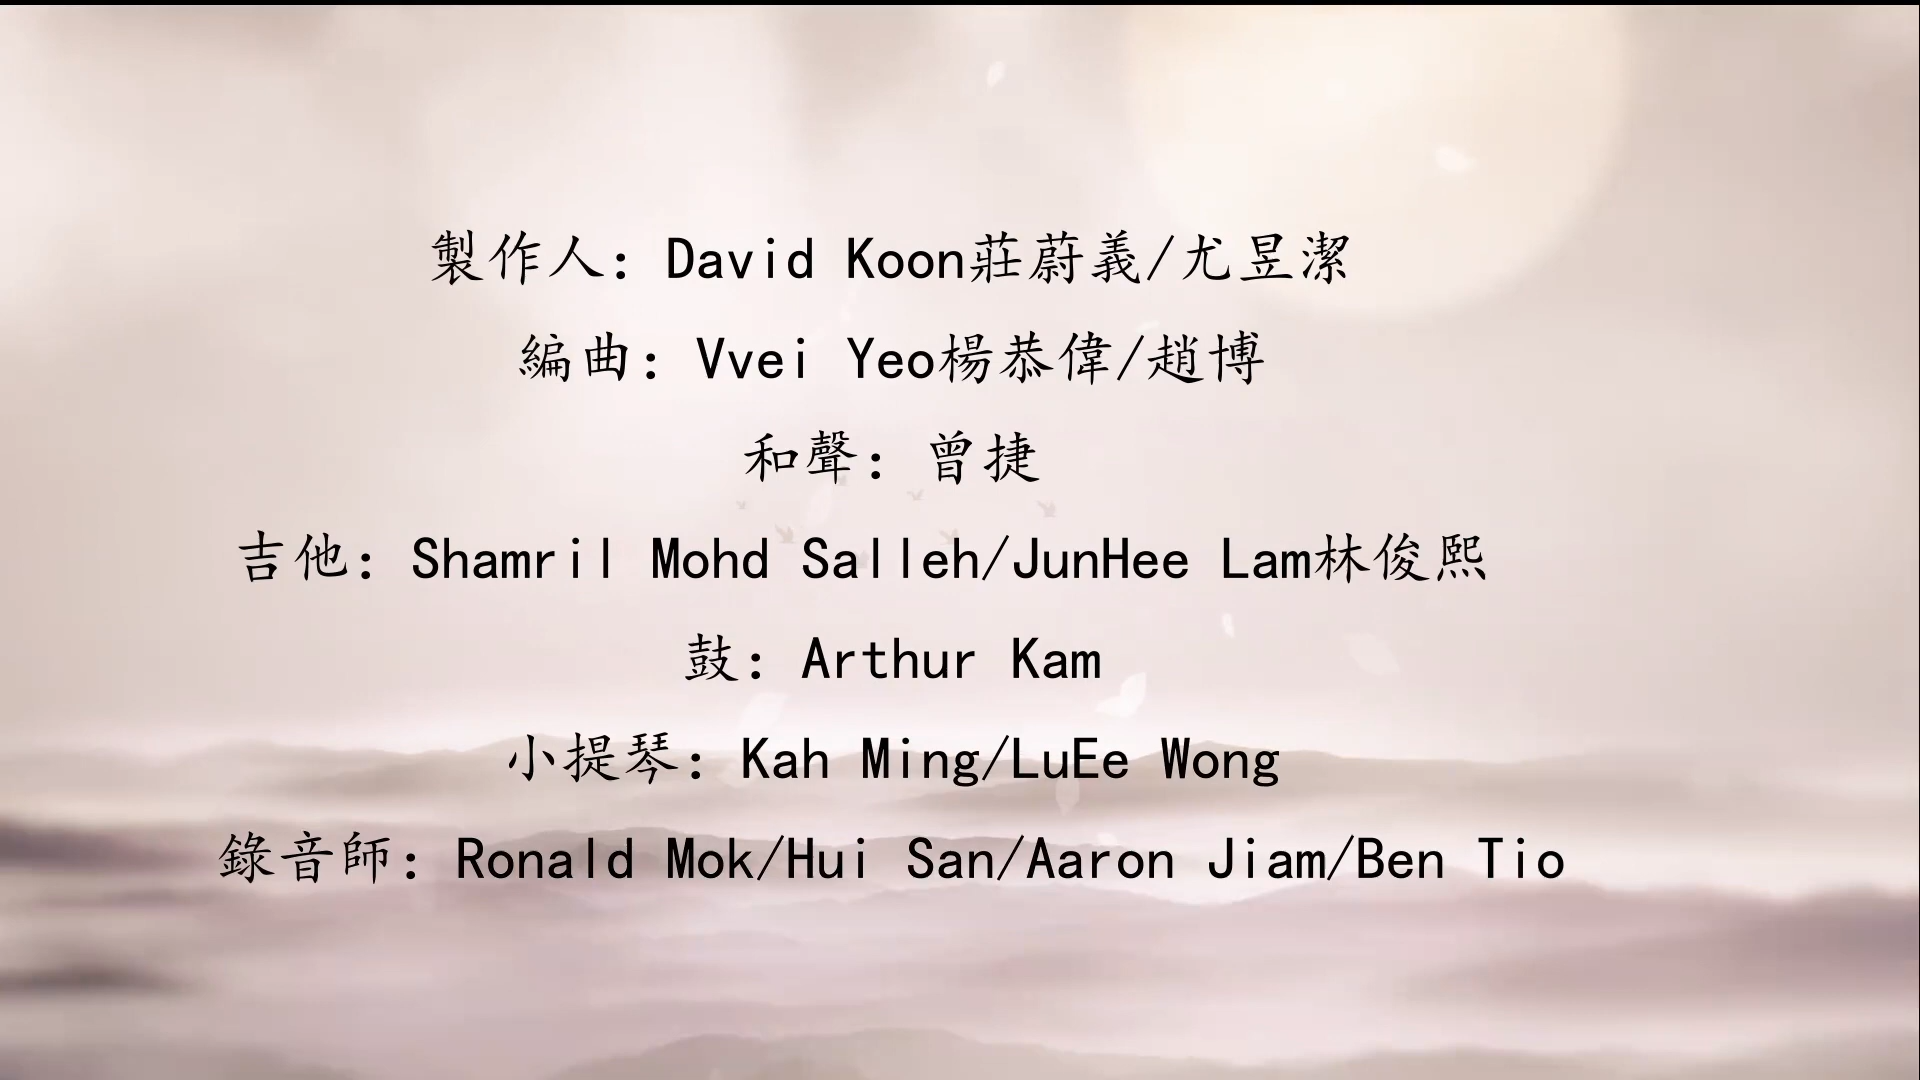 製作人：David Koon莊蔚義/尤昱潔
編曲：Vvei Yeo楊恭偉/趙博
和聲：曾捷
吉他：Shamril Mohd Salleh/JunHee Lam林俊熙
鼓：Arthur Kam
小提琴：Kah Ming/LuEe Wong
錄音師：Ronald Mok/Hui San/Aaron Jiam/Ben Tio